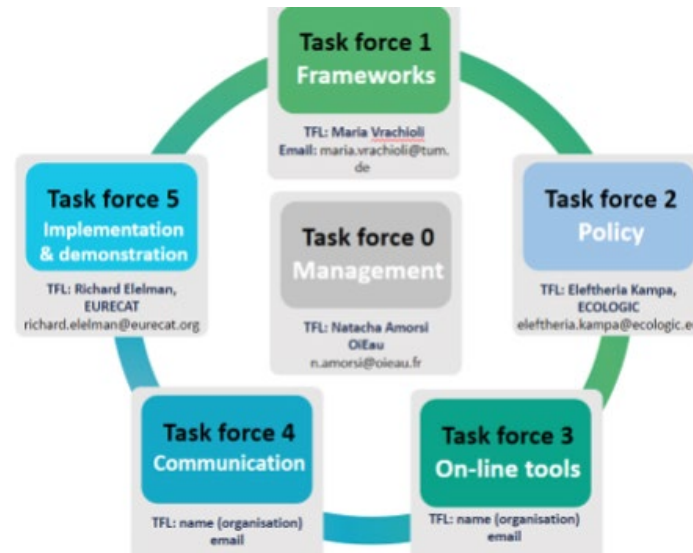 Task force 1
Frameworks
TFL: Maria Vrachioli
Email: maria.vrachioli@tum.
de
Task force 5
Implementation
& demonstration
TFL: Richard Elelman,
EURECAT
richard.elelman@eurecat.org
Task force 0
Management
TFL: Natacha Amorsi
OiEau
n.amorsi@oieau.fr
Task force 2
Policy
TFL: Eleftheria Kampa,
ECOLOGIC
eleftheria.kampa@ecologic.e
Task force 4
Communication
TFL: name (organisation)
email
Task force 3
On-line tools
TFL: name (organisation)
email